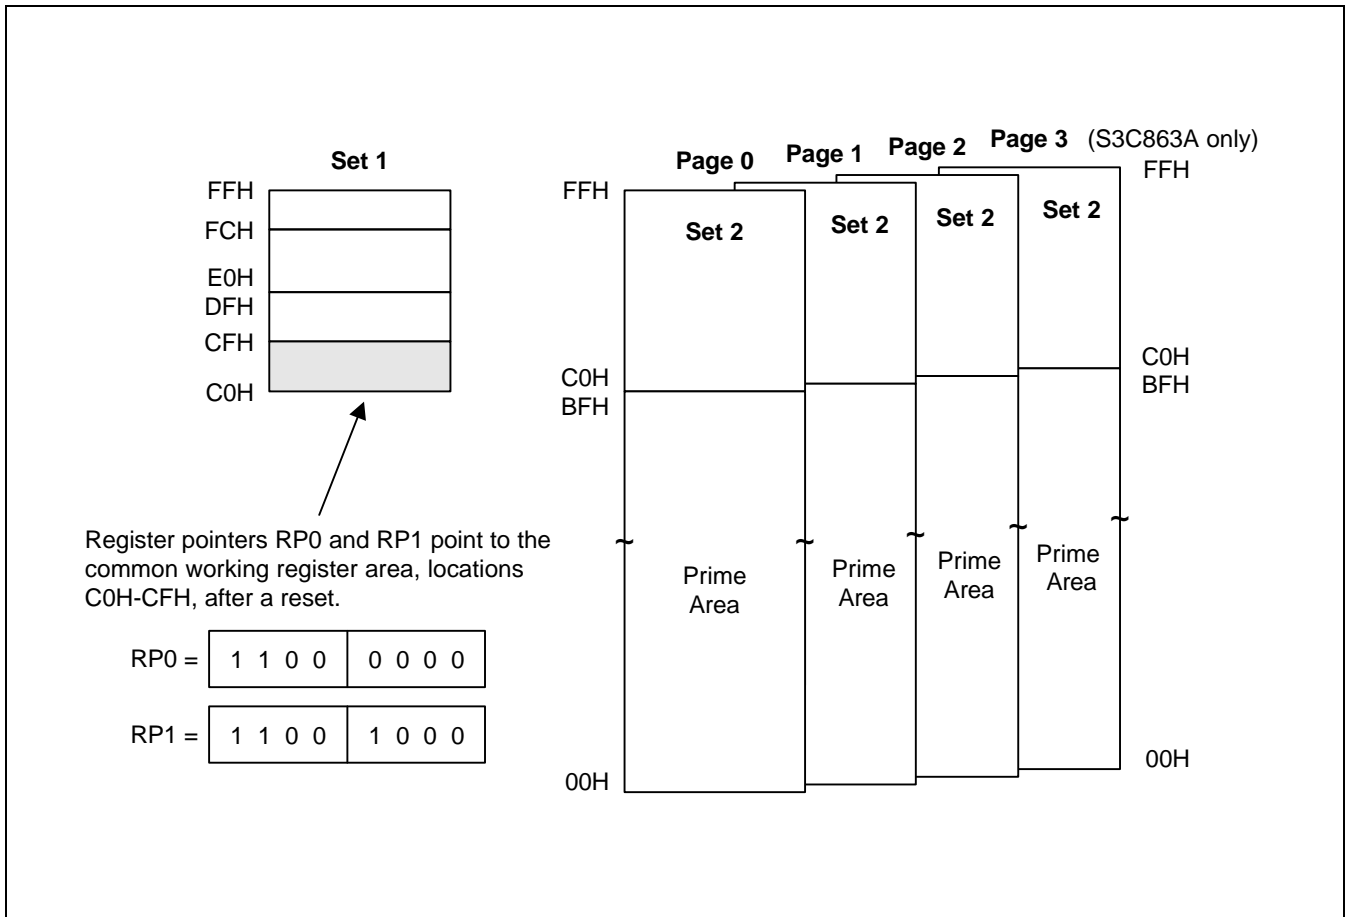 Set 1
FFH
FCH
E0H
DFH
CFH
C0H
Register pointers RP0 and RP1 point to the
common working register area, locations
C0H-CFH, after a reset.
RP0 = 1 1 0 0 0 0 0 0
RP1 = 1 1 0 0 1 0 0 0
Page 0 Page 1 Page 2 Page 3 (S3C863A only)
FFH FFH
Set 2 Set 2 Set 2 Set 2
C0H C0H
BFH BFH
~ ~ ~ ~ ~
Prime
Area
Prime
Area
Prime
Area
Prime
Area
00H 00H